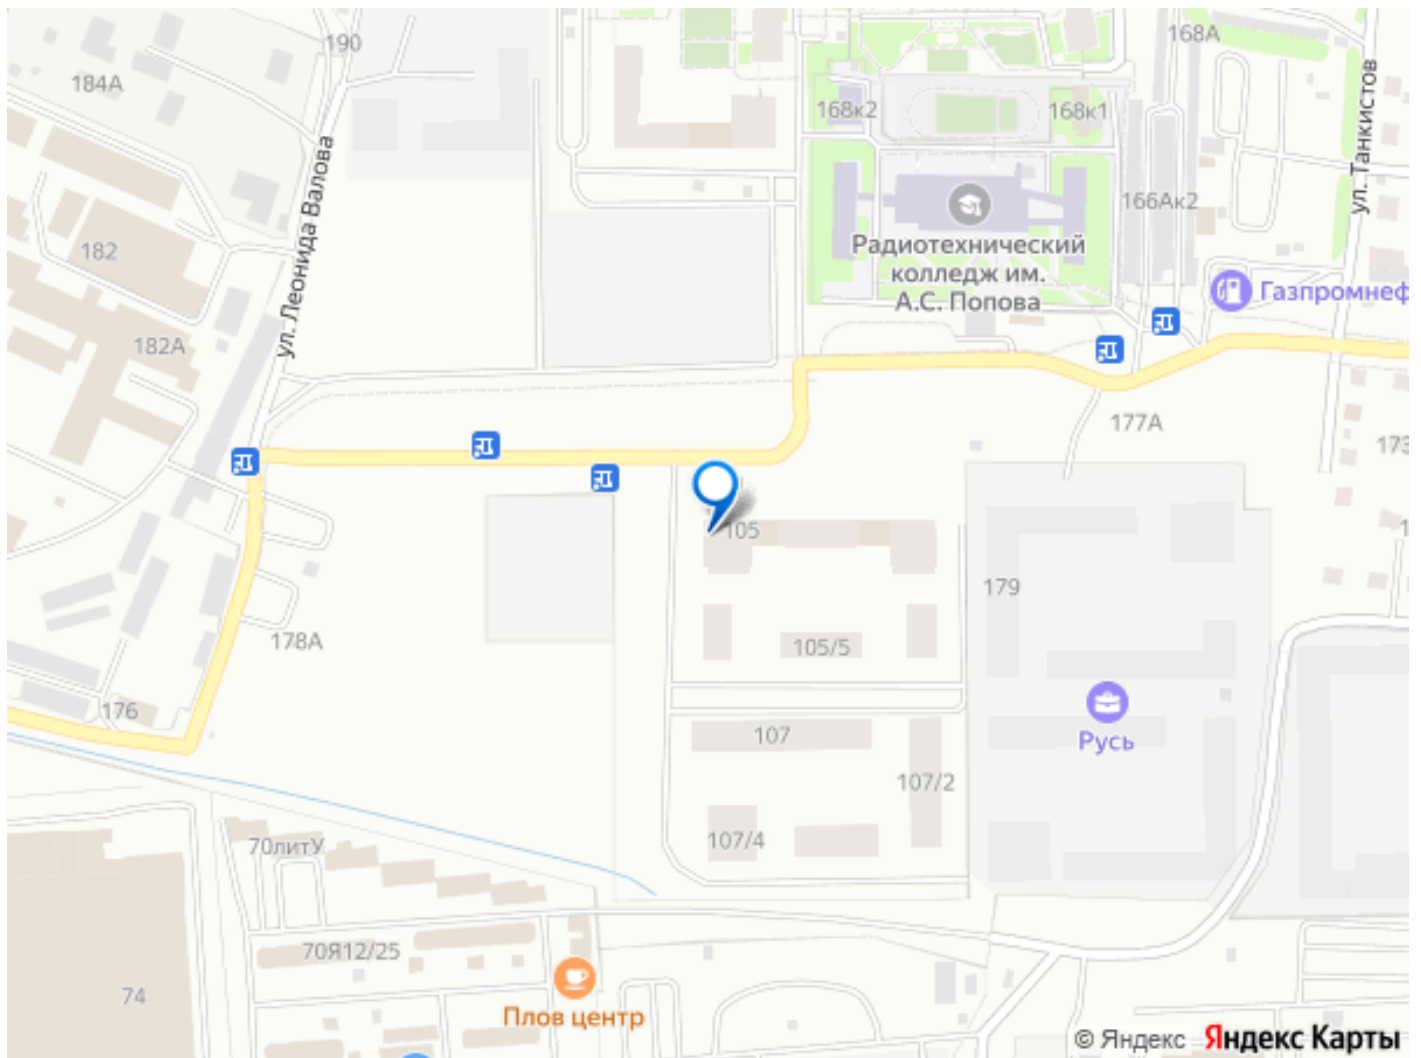 190
168А
184А
ул. Танкистов
168к2
168к1
ул. Леонида Валова
166Ак2
182
Радиотехнический
колледж им.
А.С. Попова
Газпромнеф
182А
177А
173
105
179
178А
105/5
176
107
Русь
107/2
107/4
70литУ
70Я12/25
74
Плов центр
© Яндекс Яндекс Карты